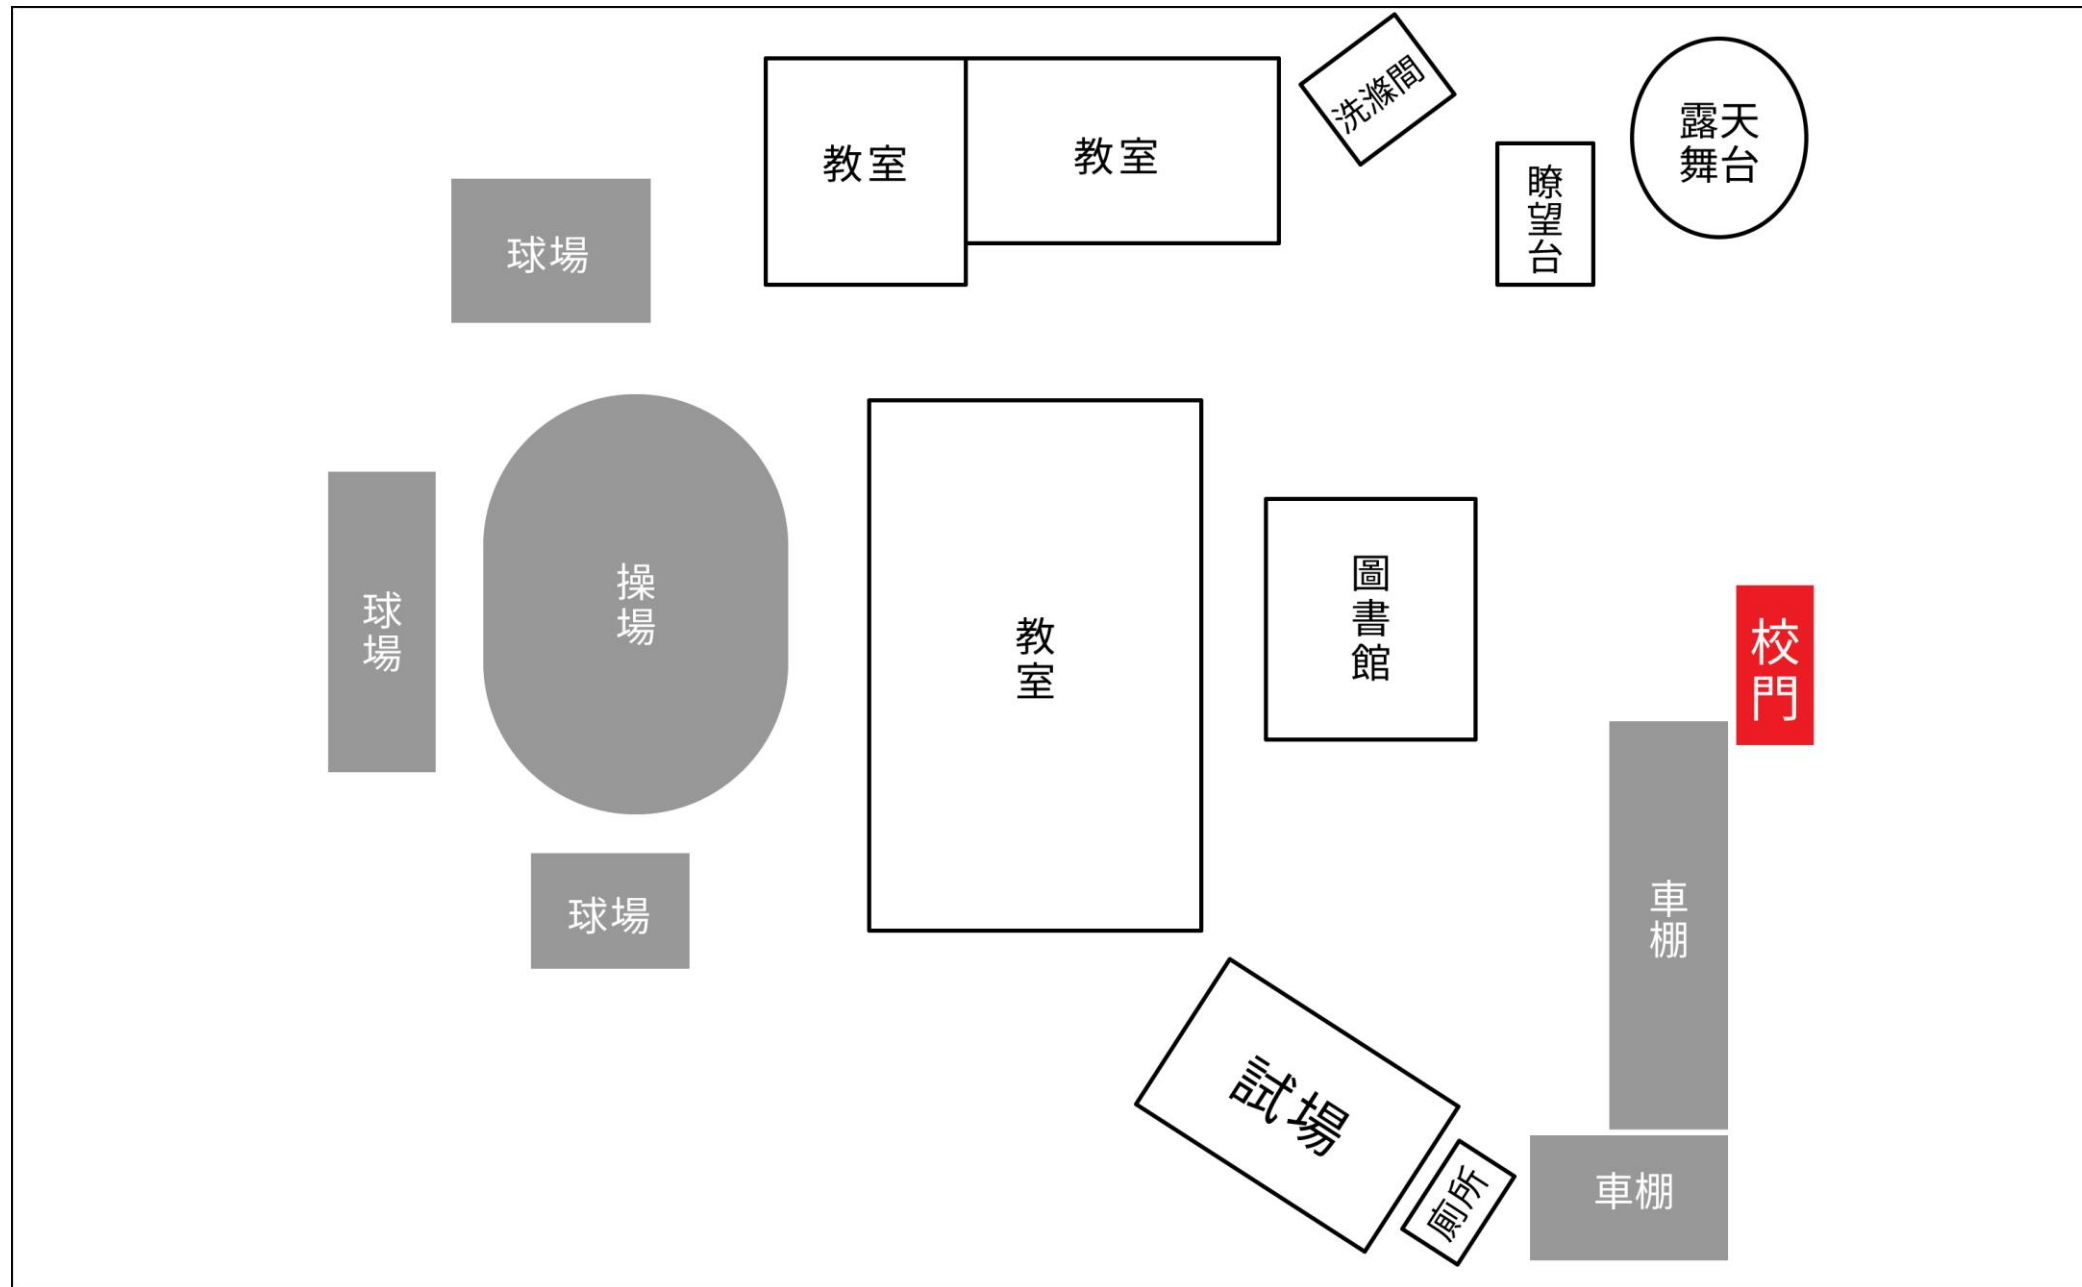 洗滌間
露天
舞台
教室
教室
瞭望台
球場
教室
圖書館
操場
球場
校門
球場
車棚
試場
廁所
車棚